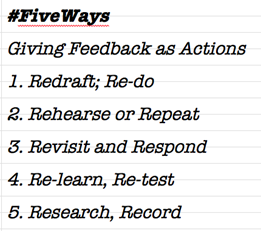 #FiveWays
Giving Feedback as Actions
1. Redraft; Re-do
2. Rehearse or Repeat
3. Revisit and Respond
4. Re-learn, Re-test
5. Research, Record